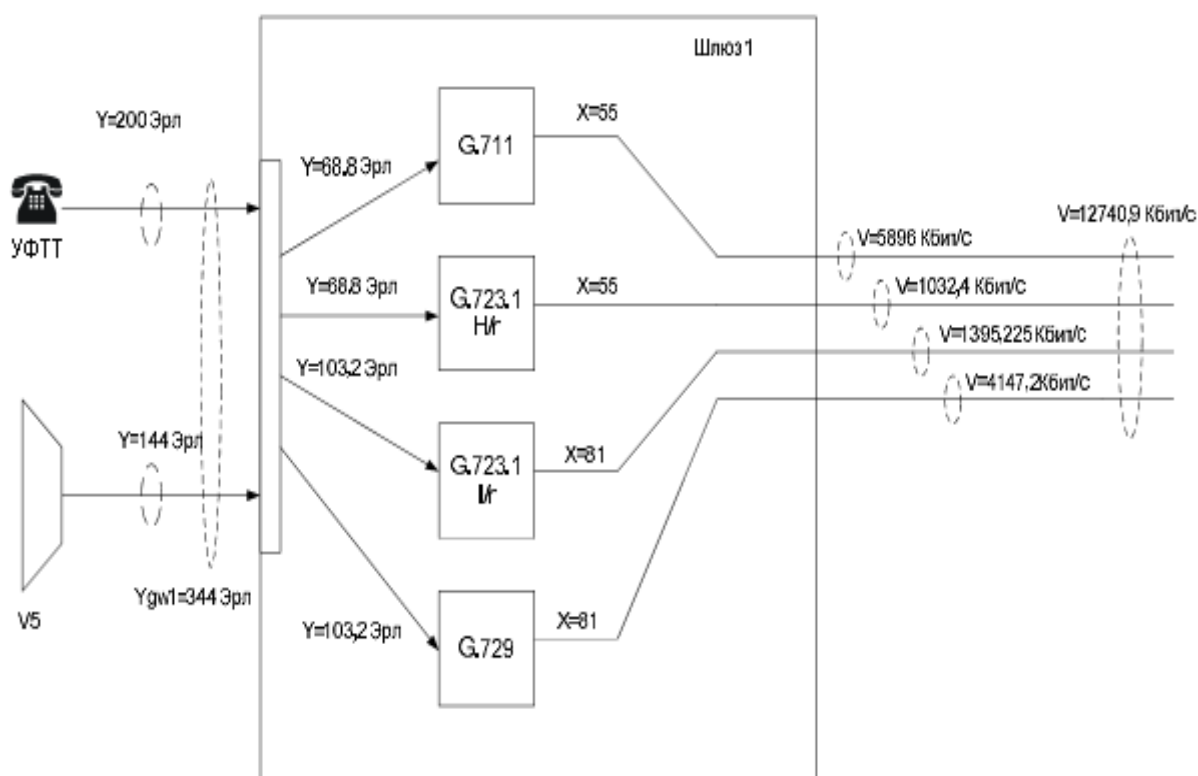 Шлюз 1
Y=200 Эрл
X=55
G.711
Y=68.8 Эрл
V=12740,9 Кбит/с
УФТТ
V=5896 Кбит/с
Y=68.8 Эрл
X=55
V=1032,4 Кбит/с
G.723.1
H/r
V=1395,225 Кбит/с
Y=103,2 Эрл
V=4147,2Кбит/с
Y=144 Эрл
X=81
G.723.1
l/r
Ygw1=344 Эрл
V5
X=81
Y=103,2 Эрл
G.729